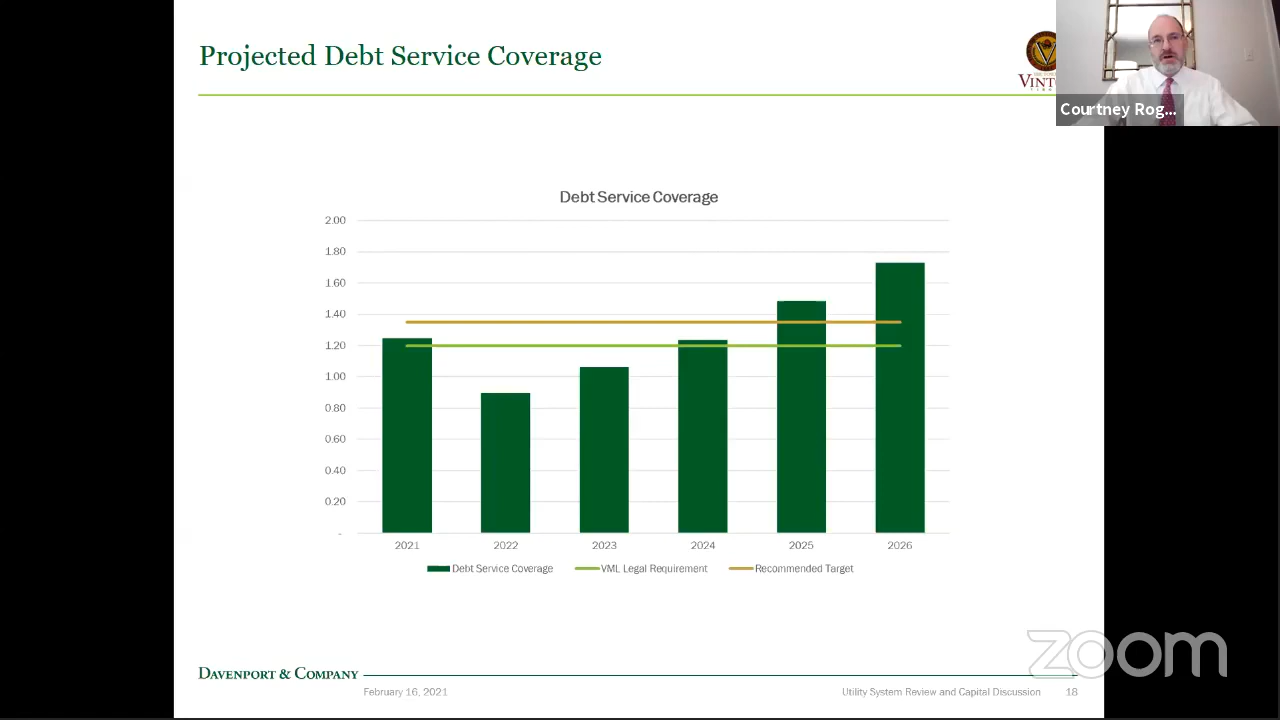 Projected Debt Service Coverage
Courtney Rog...
Debt Service Coverage
2.00
1.80
1.60
1.40
1.20
1.00
0.80
0.60
0.40
0.20
-
2021 2022 2023 2024 2025 2026
Debt Service Coverage VML Legal Requirement Recommended Target
zoom
DAVENPORT & COMPANY
February 16, 2021 Utility System Review and Capital Discussion 18